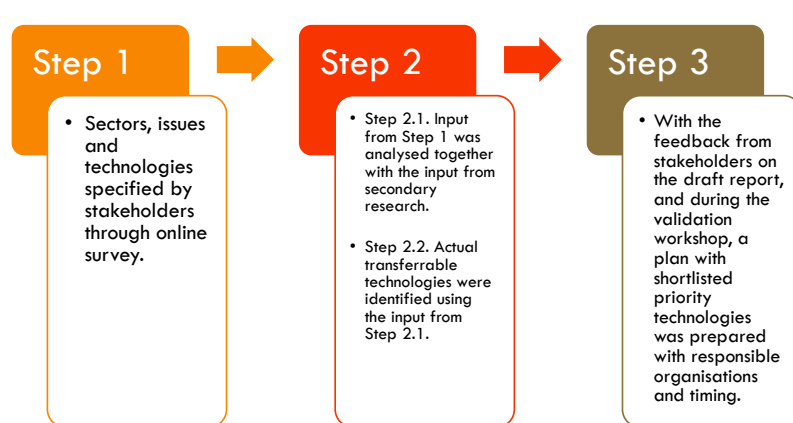 Step 1
• Sectors, issues
and
technologies
specified by
stakeholders
through online
survey.
Step 2
• Step 2.1. Input
from Step 1 was
analysed together
with the input from
secondary
research.
• Step 2.2. Actual
transferrable
technologies were
identified using
the input from
Step 2.1.
Step 3
• With the
feedback from
stakeholders on
the draft report,
and during the
validation
workshop, a
plan with
shortlisted
priority
technologies
was prepared
with responsible
organisations
and timing.